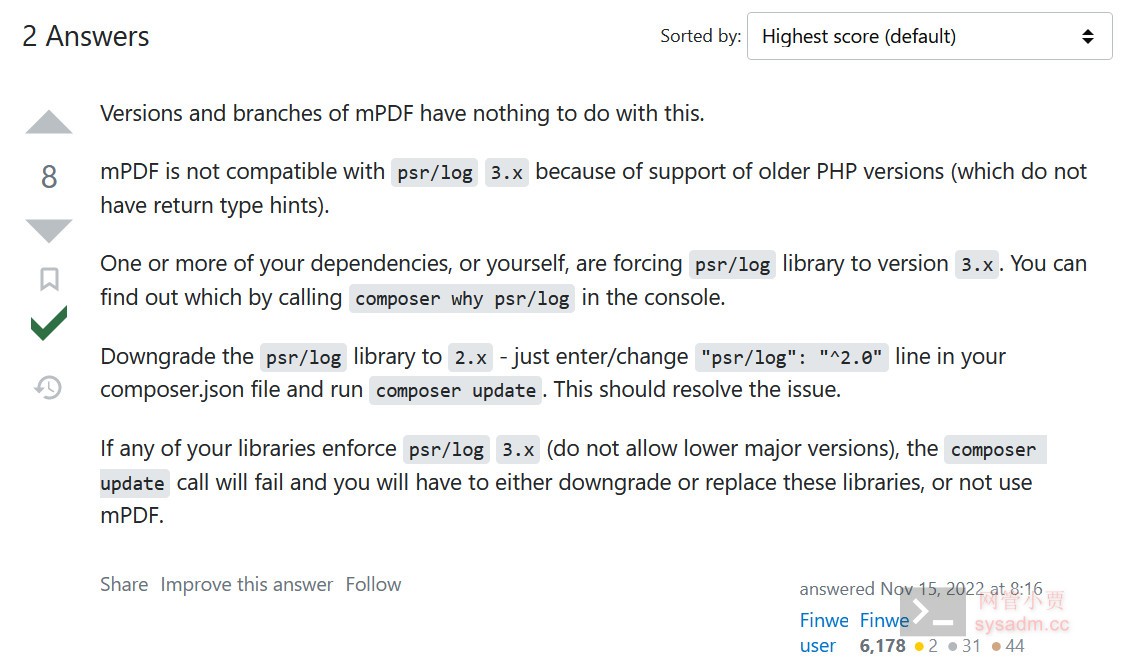 2 Answers
Sorted by: Highest score (default)
Versions and branches of mPDF have nothing to do with this.
8
mPDF is not compatible with psr/log 3.x because of support of older PHP versions (which do not
have return type hints).
One or more of your dependencies, or yourself, are forcing psr/log library to version 3.x. You can
find out which by calling composer why psr/log in the console.
Downgrade the psr/log library to 2.x - just enter/change "psr/log": "^2.0" line in your
composer.json file and run composer update. This should resolve the issue.
If any of your libraries enforce psr/log 3.x (do not allow lower major versions), the composer
update call will fail and you will have to either downgrade or replace these libraries, or not use
mPDF.
Share Improve this answer Follow
answered Nov 15, 2022 at 8:16
网管小贾
Finwe Finwe
sysadm.cc
user 6,178 2 31 44